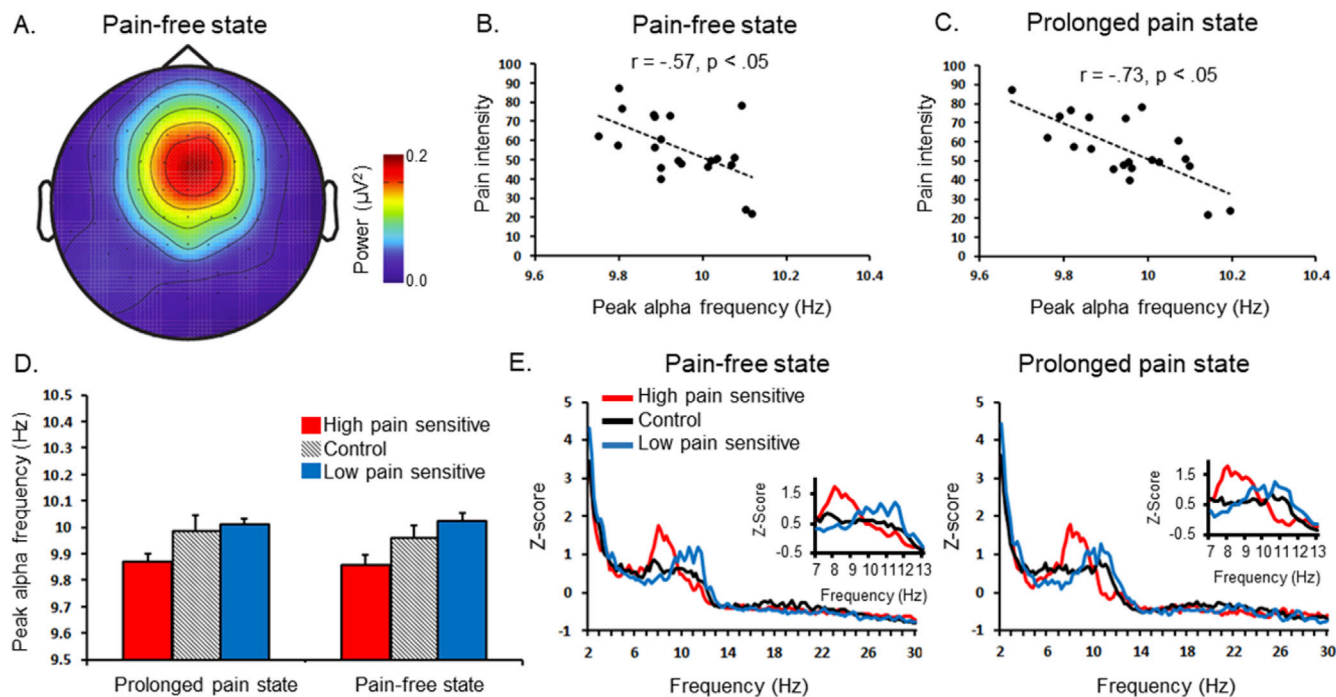 A.
Pain-free state
0.2
Power (µV²)
0.0
B.
Pain-free state
r = -.57, p < .05
Pain intensity
100
90
80
70
60
50
40
30
20
10
0
9.6
9.8
10
10.2
10.4
Peak alpha frequency (Hz)
C.
Prolonged pain state
r = -.73, p < .05
Pain intensity
100
90
80
70
60
50
40
30
20
10
0
9.6
9.8
10
10.2
10.4
Peak alpha frequency (Hz)
D.
Peak alpha frequency (Hz)
10.5
10.4
10.3
10.2
10.1
10
9.9
9.8
9.7
9.6
9.5
High pain sensitive
Control
Low pain sensitive
Prolonged pain state
Pain-free state
E.
Pain-free state
Z-score
5
4
3
2
1
0
-1
High pain sensitive
Control
Low pain sensitive
Z-Score
1.5
0.5
-0.5
7 8 9 10 11 12 13
Frequency (Hz)
2 6 10 14 18 22 26 30
Frequency (Hz)
Prolonged pain state
Z-score
5
4
3
2
1
0
-1
Z-Score
1.5
0.5
-0.5
7 8 9 10 11 12 13
Frequency (Hz)
2 6 10 14 18 22 26 30
Frequency (Hz)